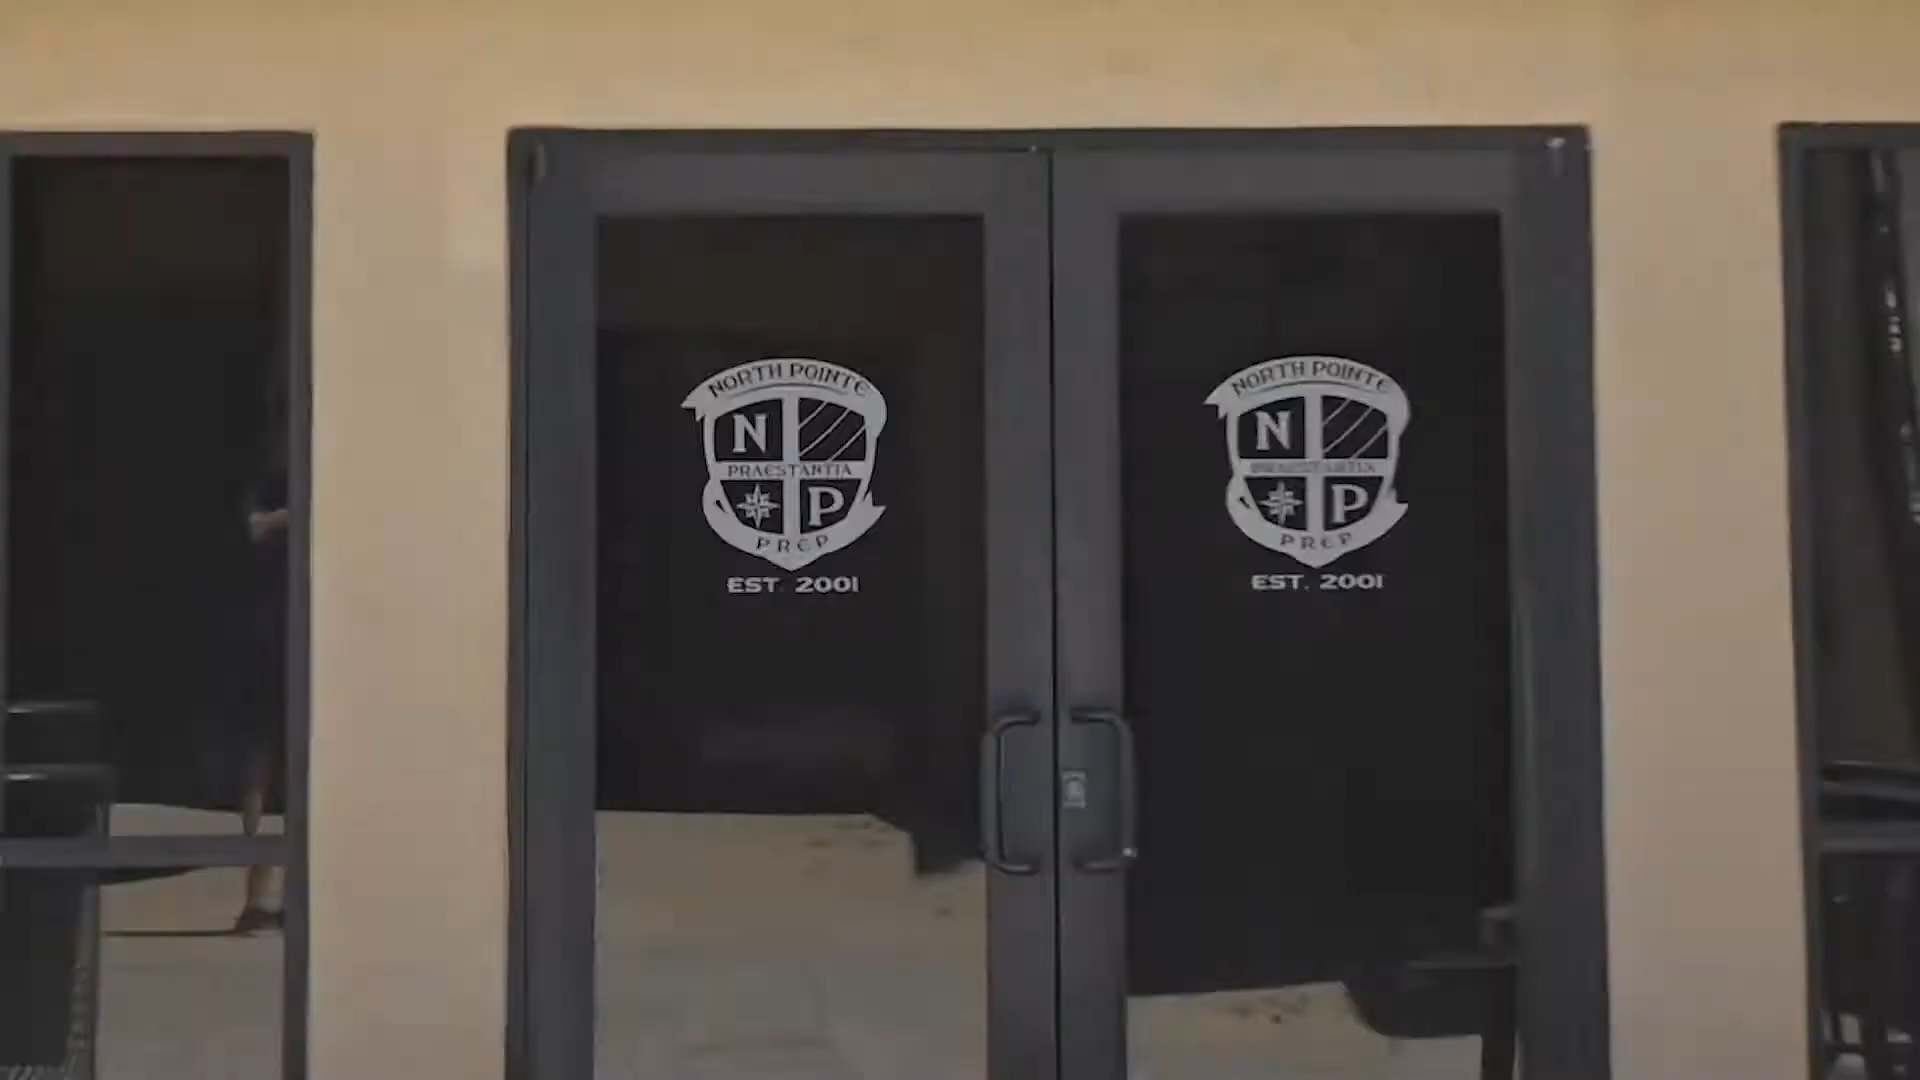 NORTH POINTE
N
PRAESTANTIA
P
PREP
EST. 2001
NORTH POINTE
N
PRAESTANTIA
P
PREP
EST. 2001